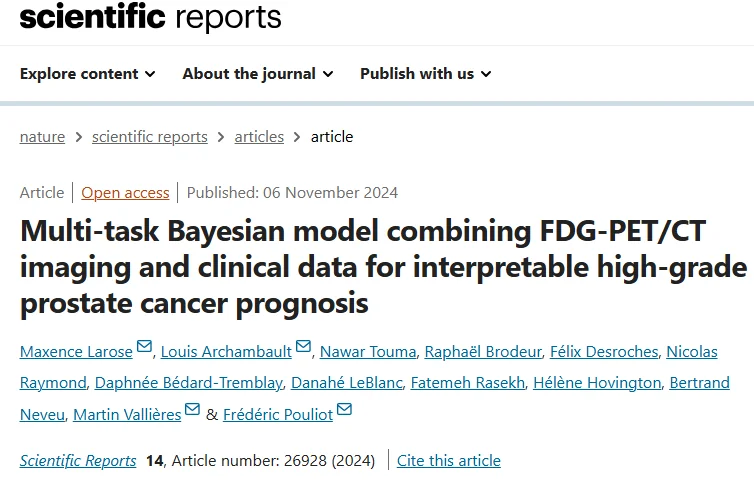 scientific reports
Explore content About the journal Publish with us
nature > scientific reports > articles > article
Article | Open access | Published: 06 November 2024
Multi-task Bayesian model combining FDG-PET/CT
imaging and clinical data for interpretable high-grade
prostate cancer prognosis
Maxence Larose, Louis Archambault, Nawar Touma, Raphaël Brodeur, Félix Desroches, Nicolas
Raymond, Daphnée Bédard-Tremblay, Danahé LeBlanc, Fatemeh Rasekh, Hélène Hovington, Bertrand
Neveu, Martin Vallières & Frédéric Pouliot
Scientific Reports 14, Article number: 26928 (2024) | Cite this article